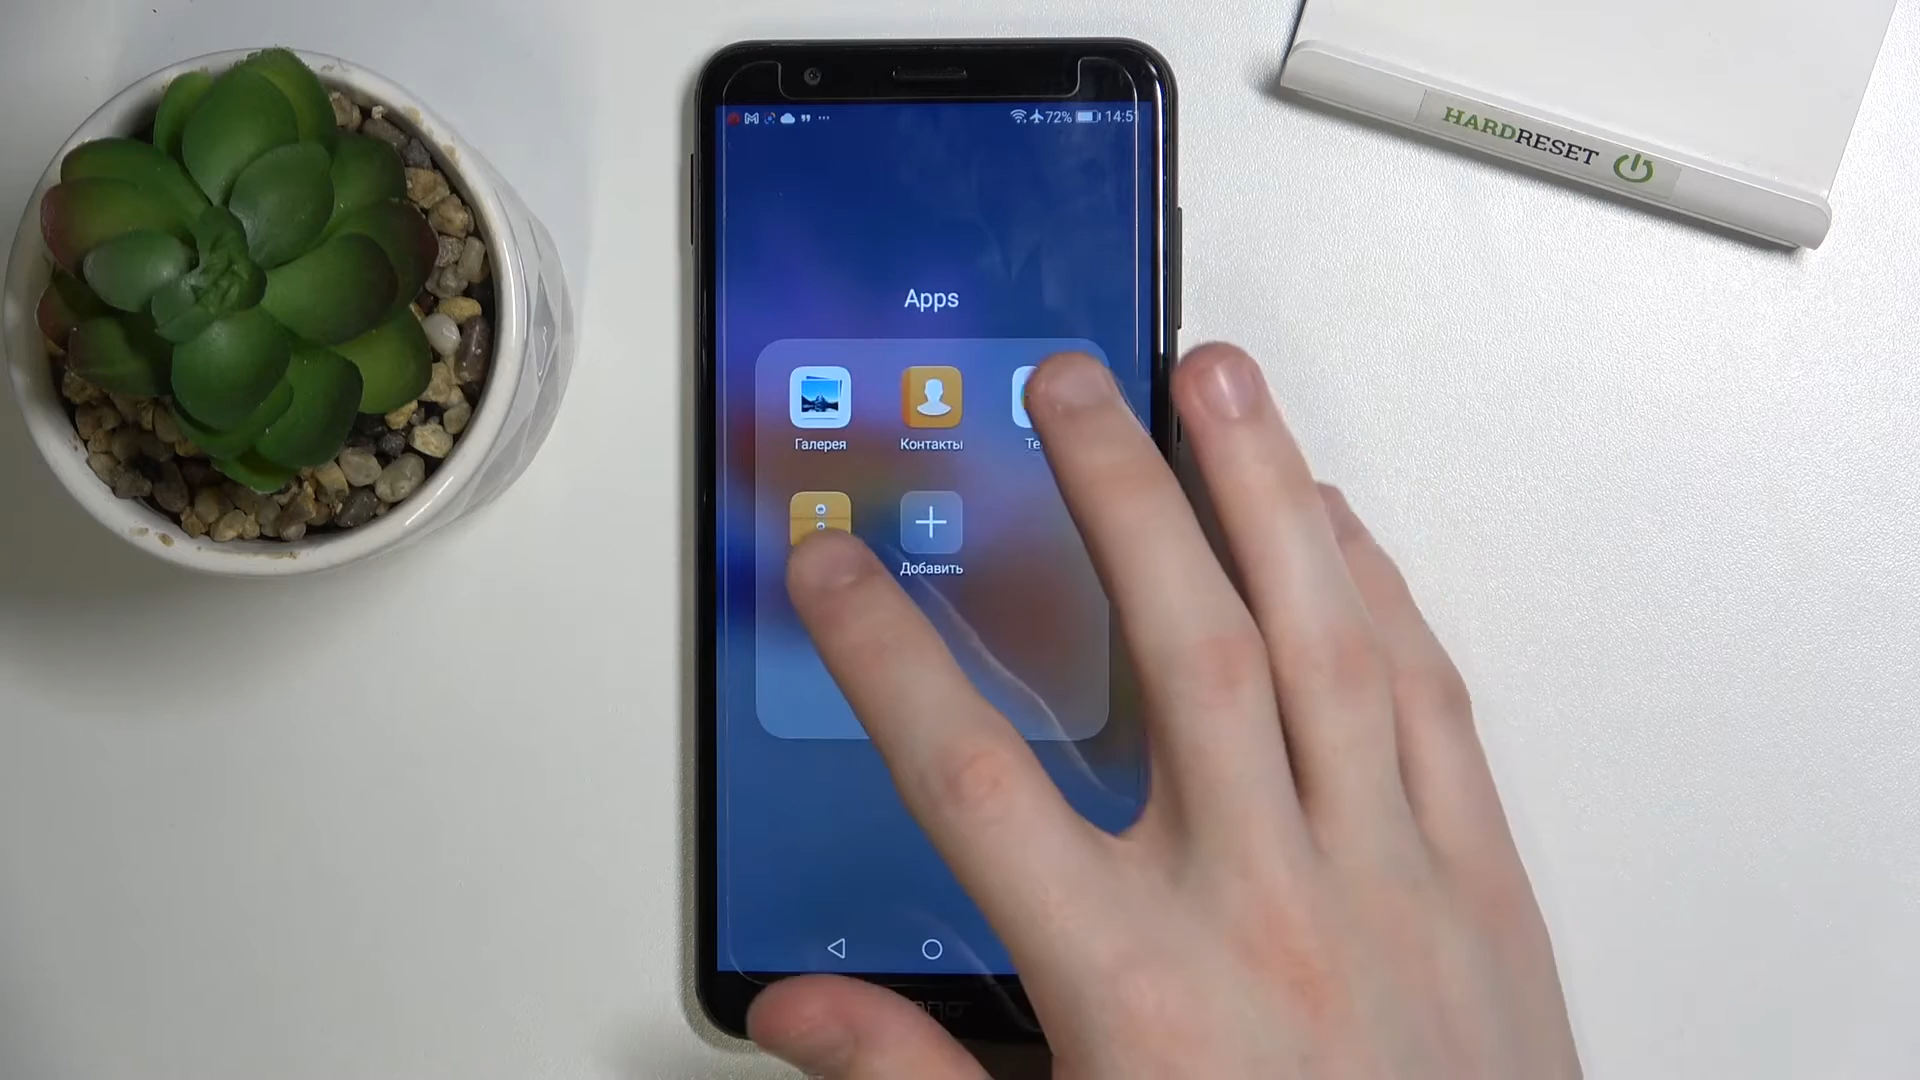 HARDRESET
72% 14:51
Apps
Галерея Контакты
Добавить